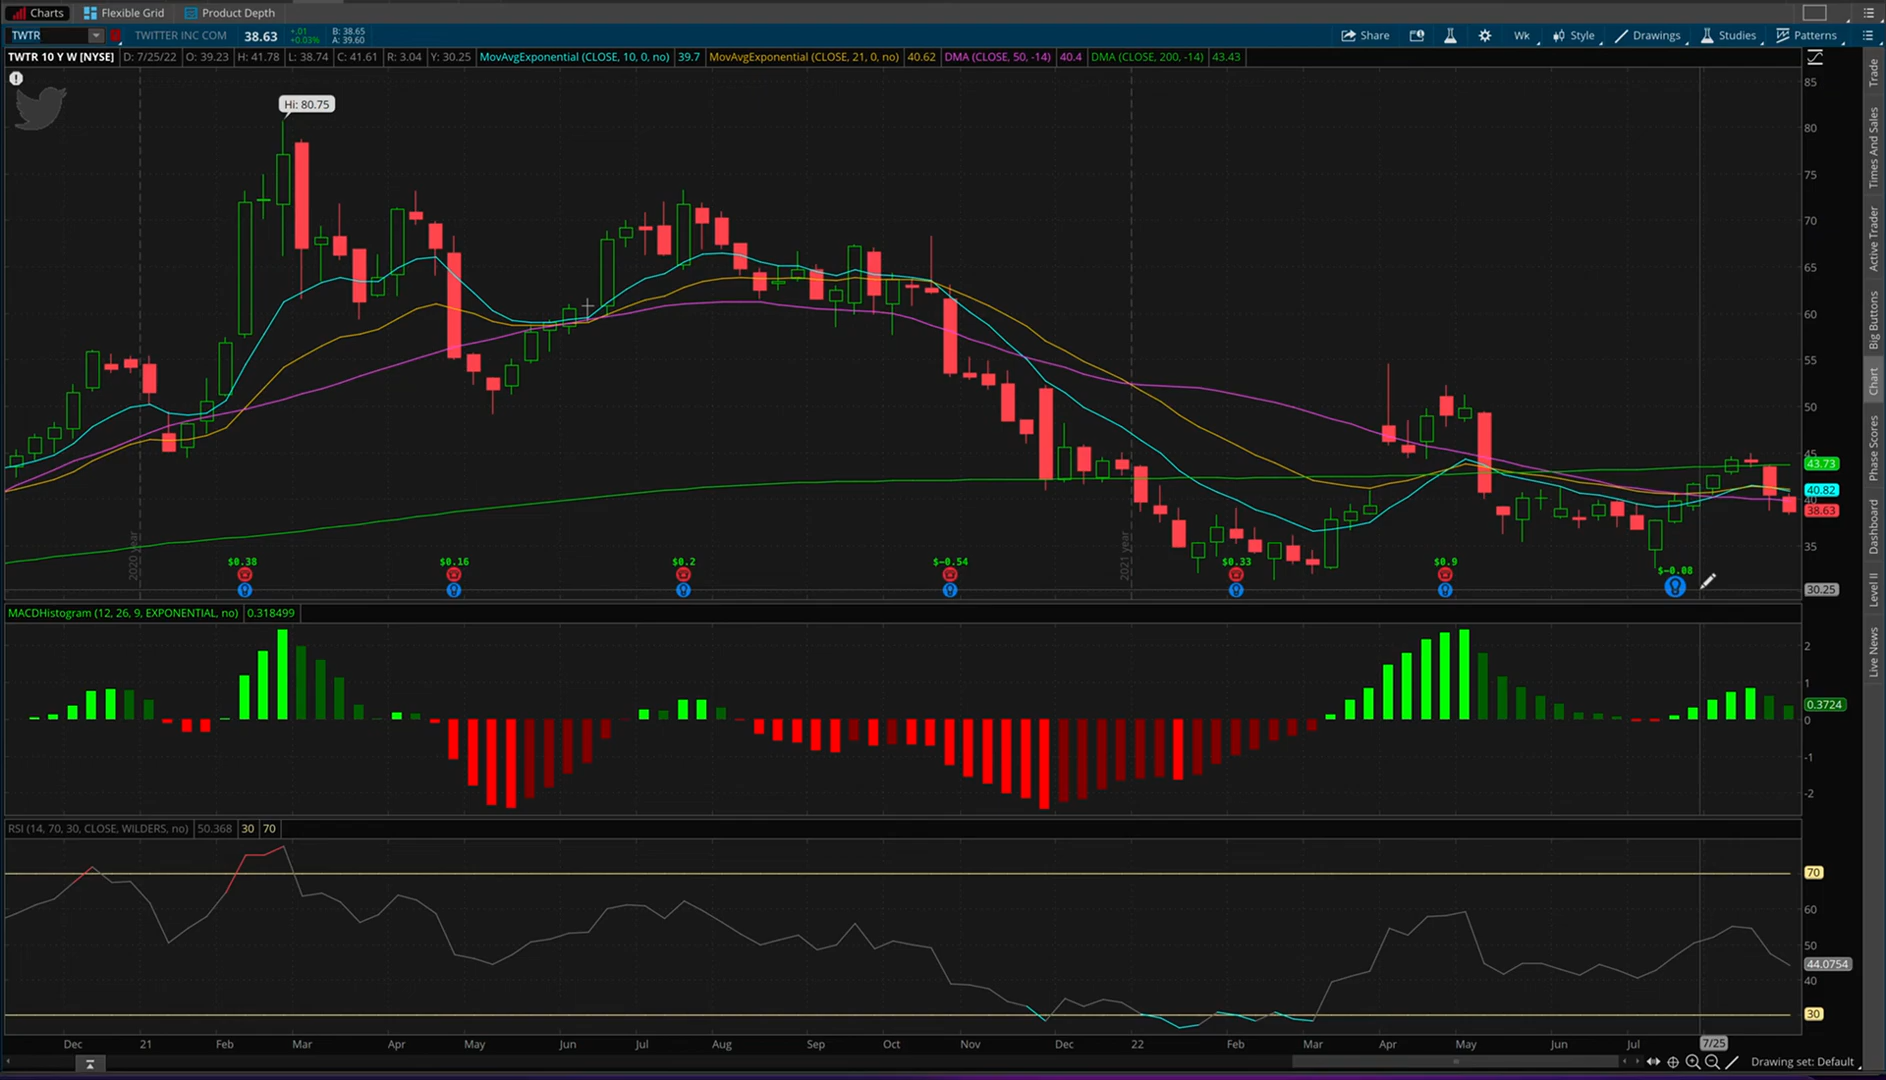 Charts Flexible Grid Product Depth
TWTR TWITTER INC COM 38.63 +.01 +0.03% B: 38.65 A: 39.60 Share Wk Style Drawings Studies Patterns
TWTR 10 Y W [NYSE] D: 7/25/22 O: 39.23 H: 41.78 L: 38.74 C: 41.61 R: 3.04 Y: 30.25 MovAvgExponential (CLOSE, 10, 0, no) 39.7 MovAvgExponential (CLOSE, 21, 0, no) 40.62 DMA (CLOSE, 50, -14) 40.4 DMA (CLOSE, 200, -14) 43.43
Hi: 80.75
85
80
75
70
65
60
55
50
45
43.73
40.82
40
38.63
35
30.25
2020 year
2021 year
$0.38 $0.16 $0.2 $-0.54 $0.33 $0.9 $-0.08
MACDHistogram (12, 26, 9, EXPONENTIAL, no) 0.318499
2
1
0.3724
0
-1
-2
RSI (14, 70, 30, CLOSE, WILDERS, no) 50.368 30 70
70
60
50
44.0754
40
30
Dec 21 Feb Mar Apr May Jun Jul Aug Sep Oct Nov Dec 22 Feb Mar Apr May Jun Jul 7/25
Drawing set: Default
Trade
Times And Sales
Active Trader
Big Buttons
Chart
Phase Scores
Dashboard
Level II
Live News